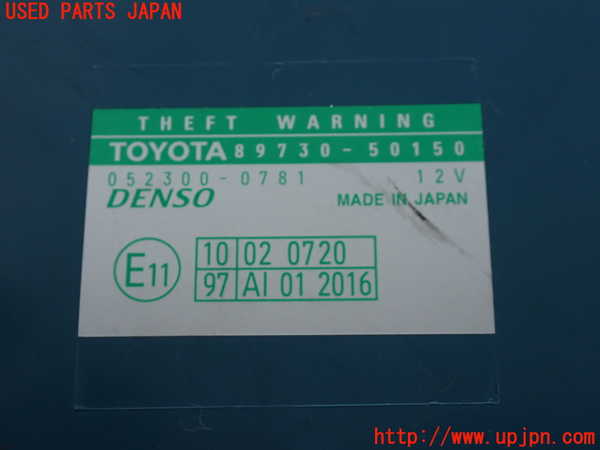 USED PARTS JAPAN
THEFT WARNING
TOYOTA 89730-50150
052300-0781 12V
DENSO MADE IN JAPAN
E11
10 02 0720
97 AI 01 2016
UPJ
http://www.upjpn.com/